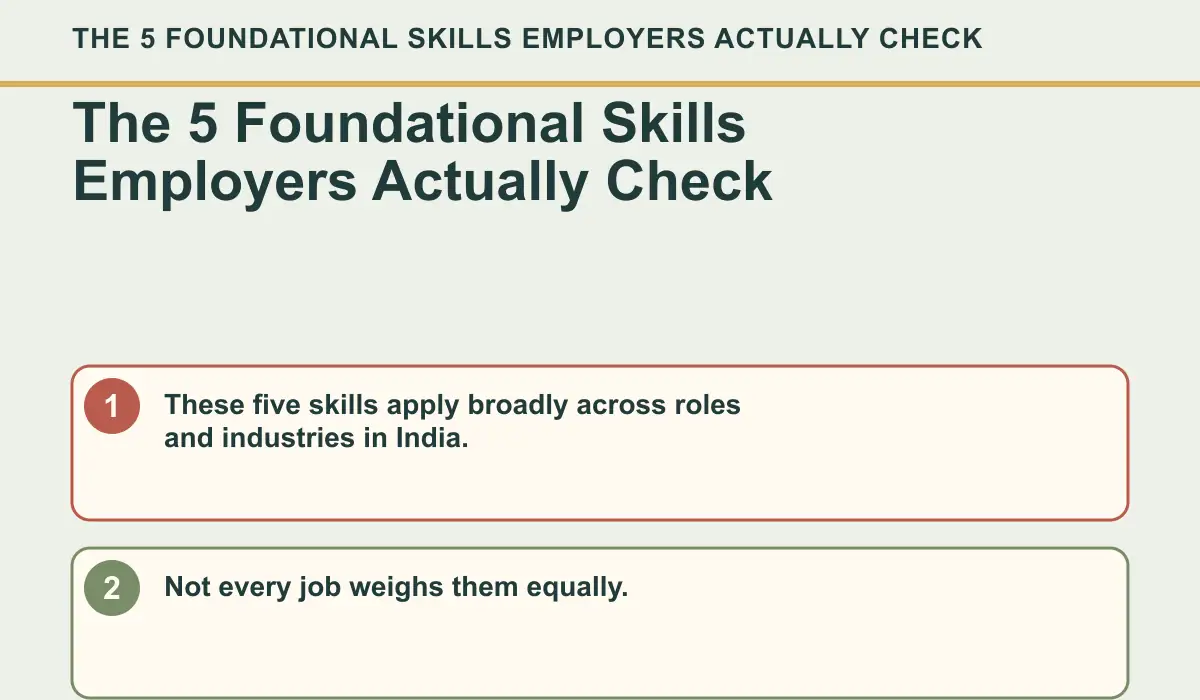 THE 5 FOUNDATIONAL SKILLS EMPLOYERS ACTUALLY CHECK
The 5 Foundational Skills
Employers Actually Check
1
These five skills apply broadly across roles
and industries in India.
2
Not every job weighs them equally.